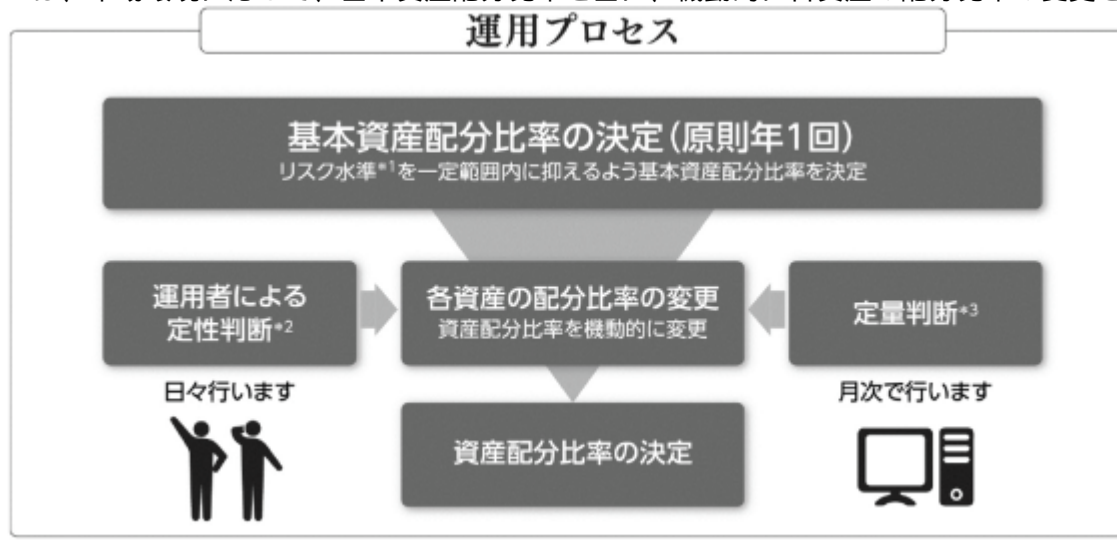 運用プロセス
基本資産配分比率の決定(原則年1回)
リスク水準*1を一定範囲内に抑えるよう基本資産配分比率を決定
運用者による
定性判断*2
日々行います
各資産の配分比率の変更
資産配分比率を機動的に変更
定量判断*3
月次で行います
資産配分比率の決定